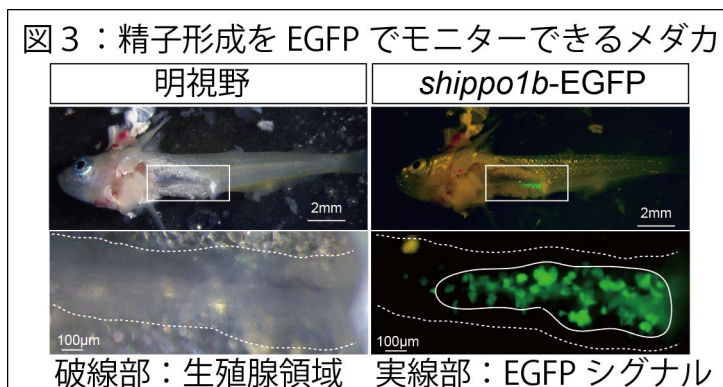 図3：精子形成を EGFP でモニターできるメダカ
明視野
shippo1b-EGFP
2mm
2mm
100μm
100μm
破線部：生殖腺領域
実線部：EGFP シグナル